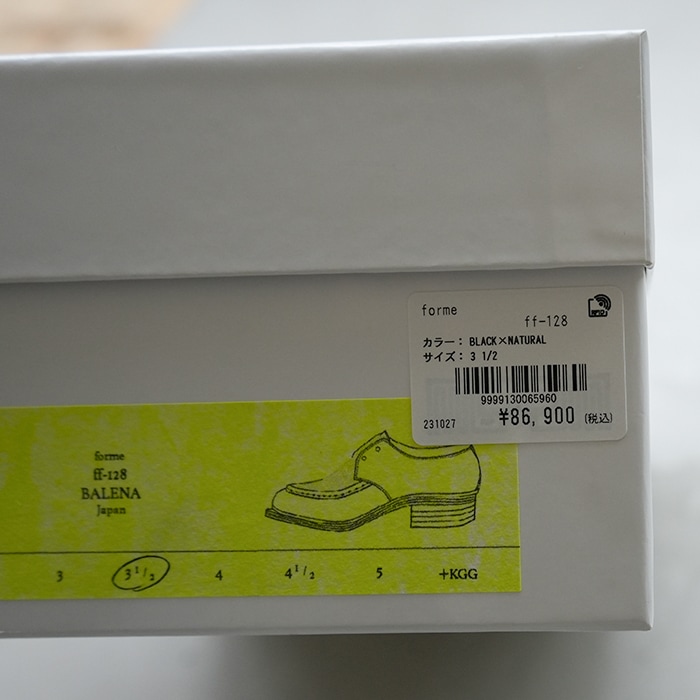 forme
ff-128
カラー： BLACK×NATURAL
サイズ： 3 1/2
9999130065960
231027 ¥86,900 (税込)
forme
ff-128
BALENA
Japan
3 3 1/2 4 4 1/2 5 +KGG